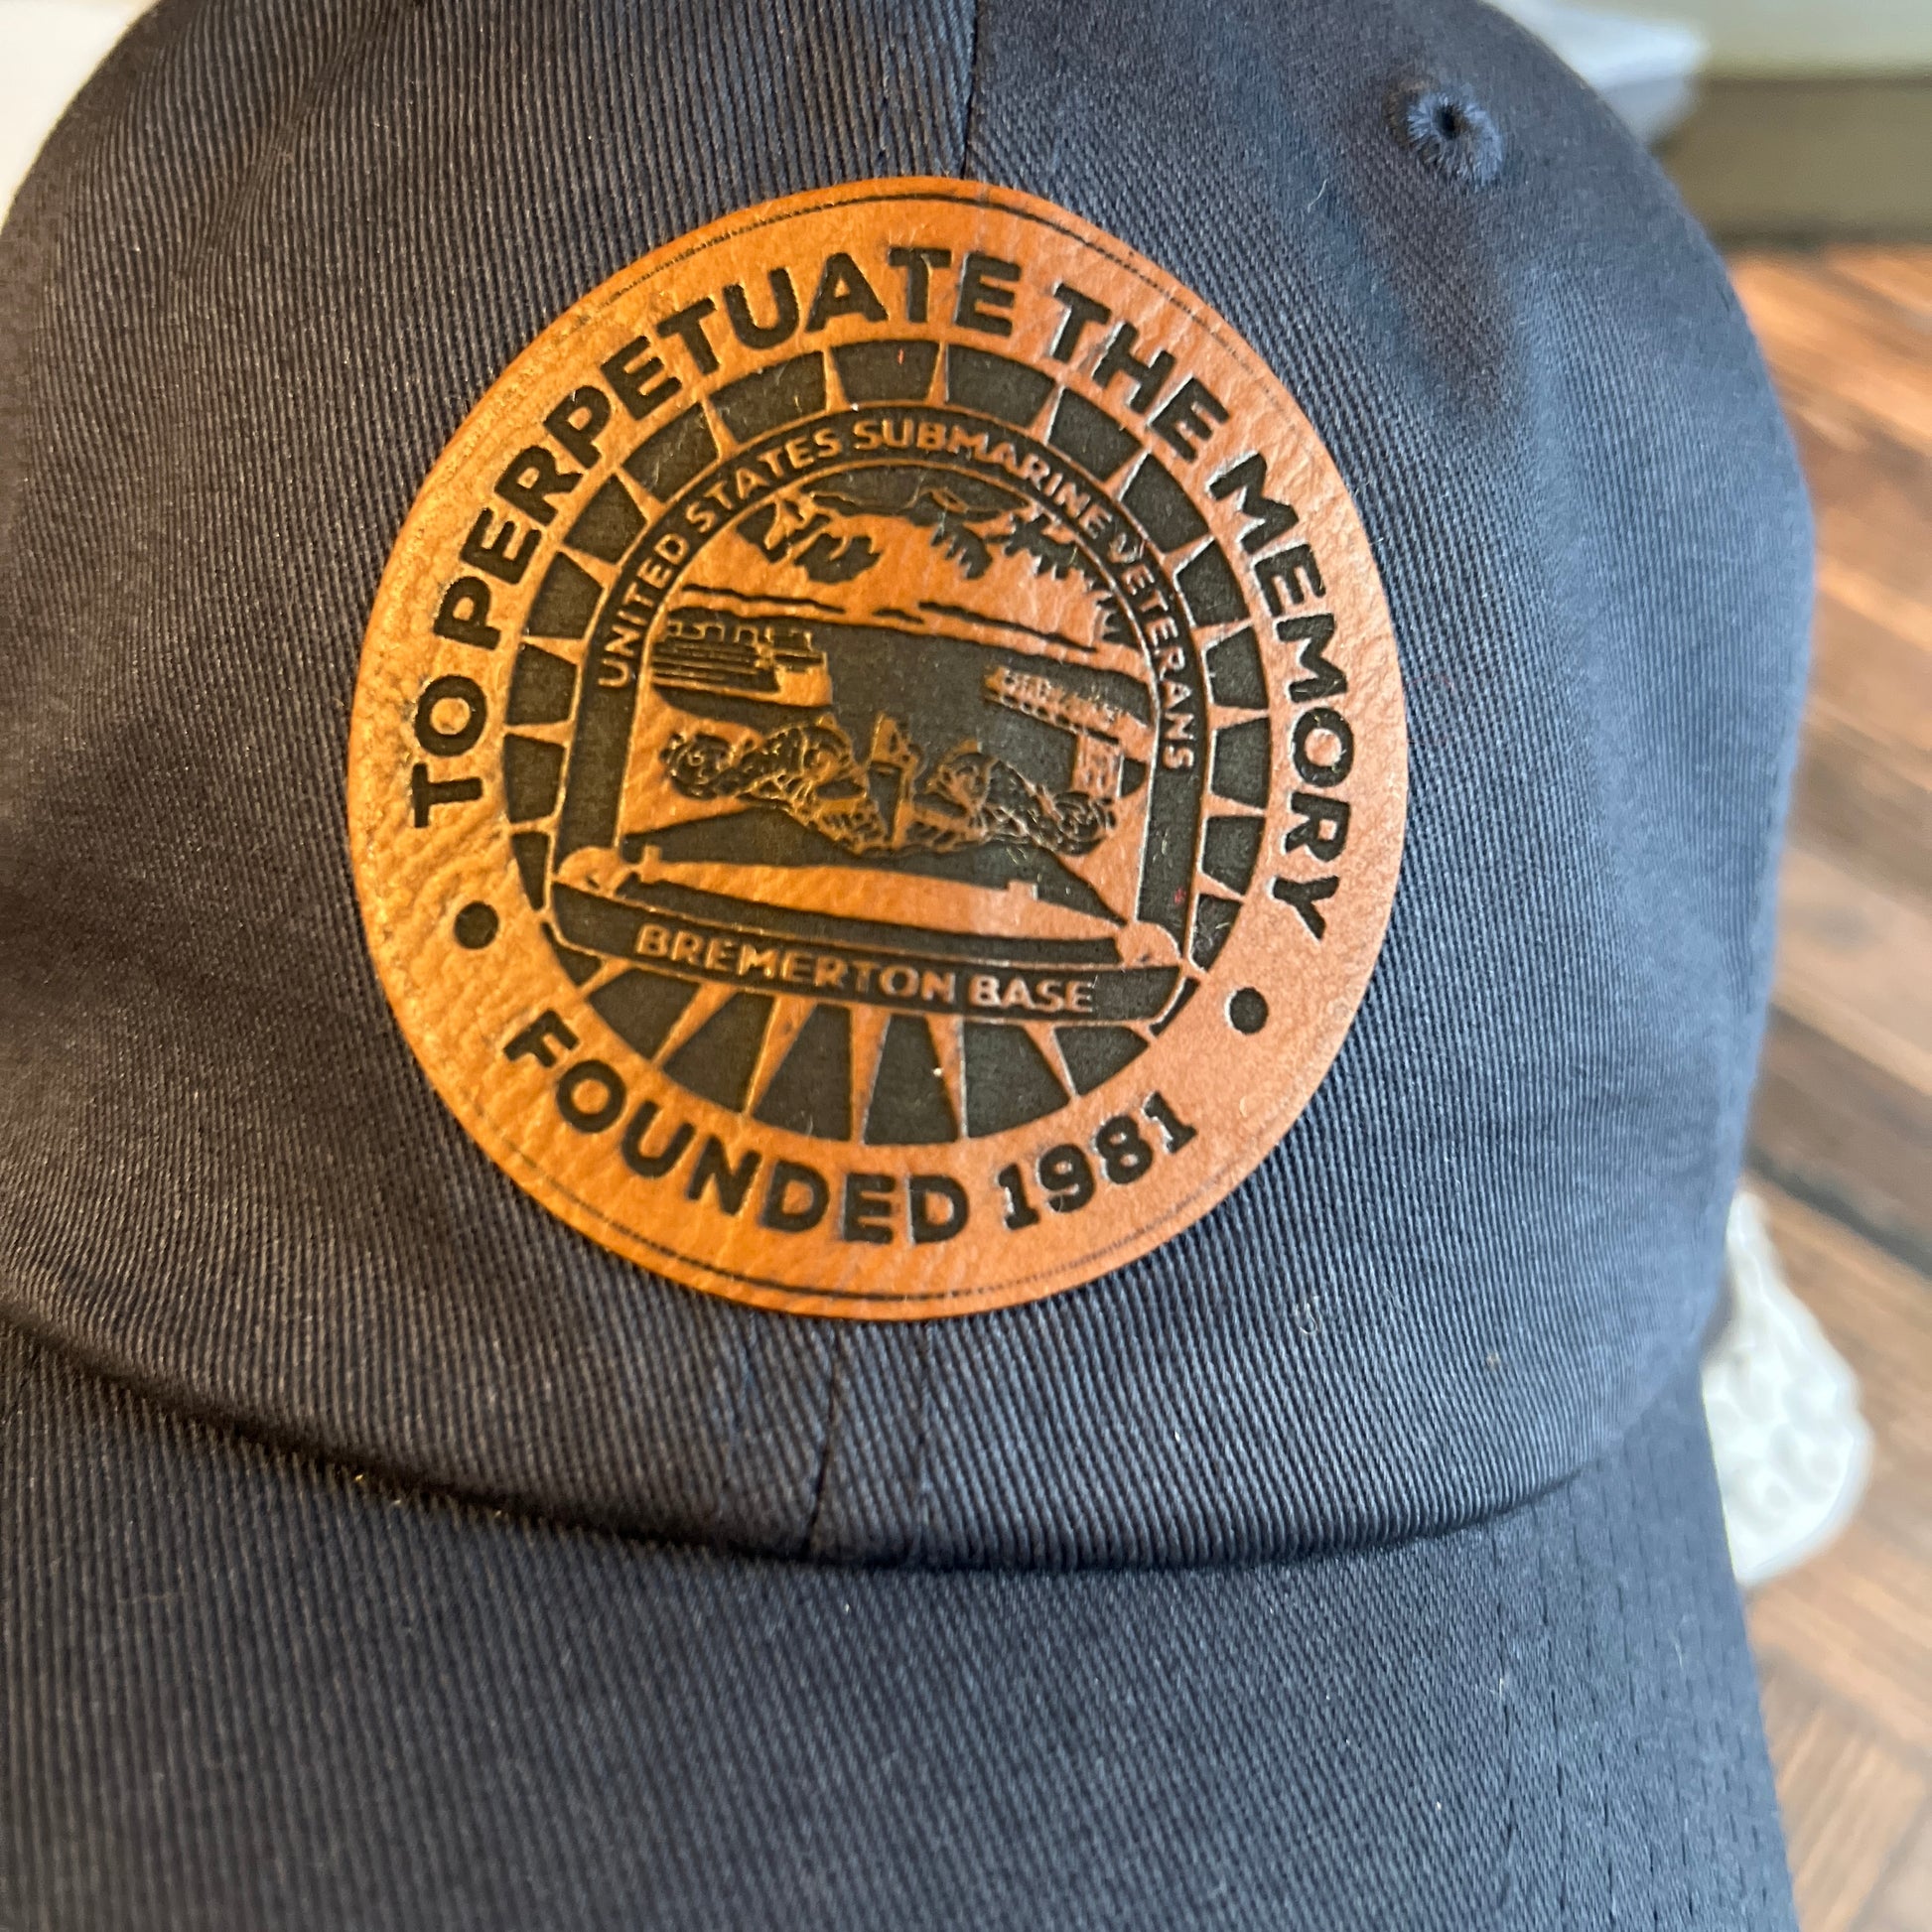 TO PERPETUATE THE MEMORY
UNITED STATES SUBMARINE VETERANS
BREMERTON BASE
FOUNDED 1981